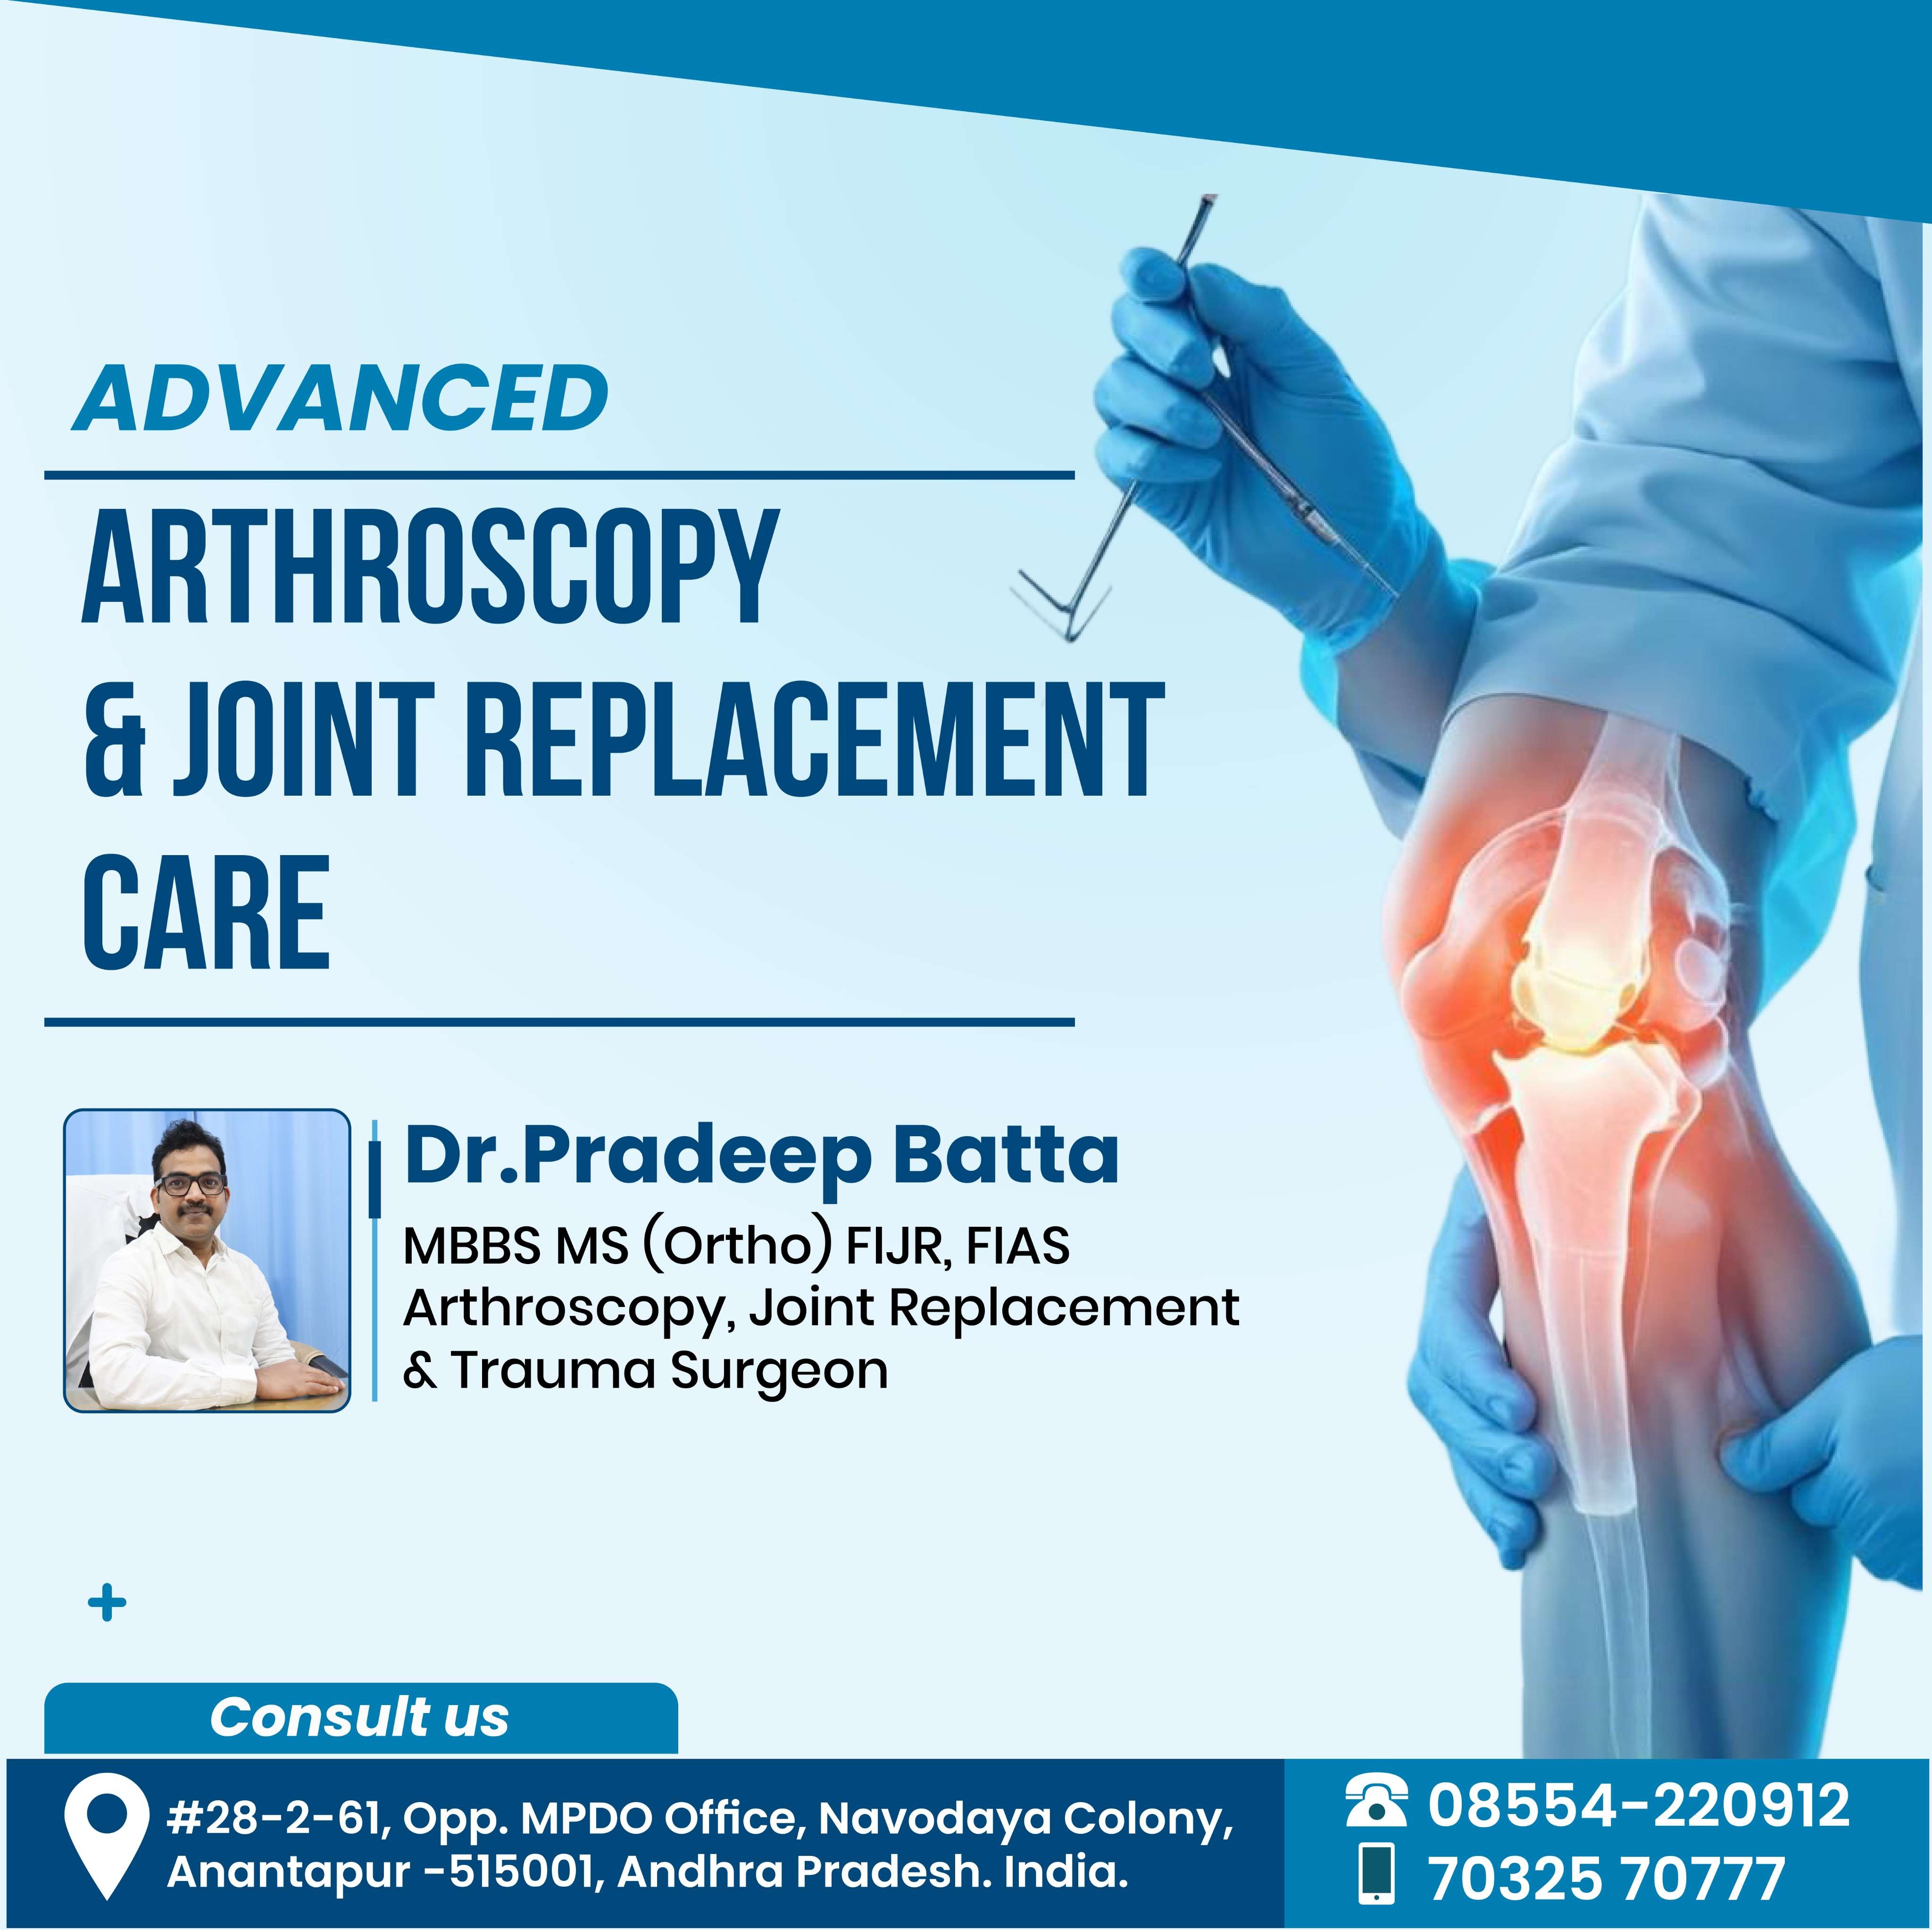 ADVANCED
ARTHROSCOPY
& JOINT REPLACEMENT
CARE
Dr.Pradeep Batta
MBBS MS (Ortho) FIJR, FIAS
Arthroscopy, Joint Replacement
& Trauma Surgeon
Consult us
#28-2-61, Opp. MPDO Office, Navodaya Colony,
Anantapur -515001, Andhra Pradesh. India.
08554-220912
70325 70777